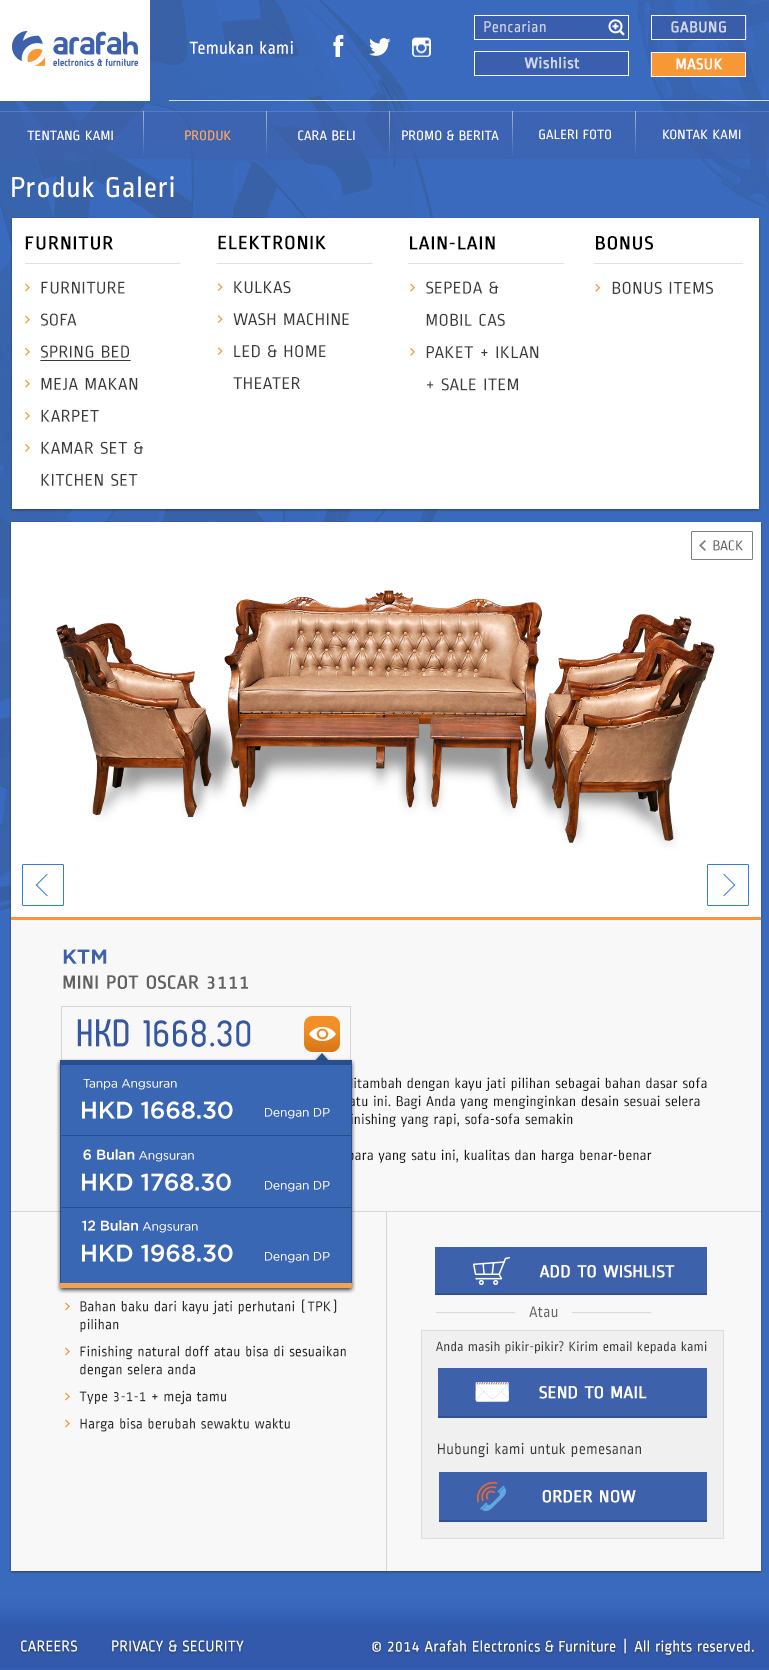 arafah
electronics & furniture
Temukan kami
Pencarian
Wishlist
GABUNG
MASUK
TENTANG KAMI
PRODUK
CARA BELI
PROMO & BERITA
GALERI FOTO
KONTAK KAMI
Produk Galeri
FURNITUR
FURNITURE
SOFA
SPRING BED
MEJA MAKAN
KARPET
KAMAR SET &
KITCHEN SET
ELEKTRONIK
KULKAS
WASH MACHINE
LED & HOME
THEATER
LAIN-LAIN
SEPEDA &
MOBIL CAS
PAKET + IKLAN
+ SALE ITEM
BONUS
BONUS ITEMS
BACK
KTM
MINI POT OSCAR 3111
HKD 1668.30
Tanpa Angsuran
HKD 1668.30 Dengan DP
6 Bulan Angsuran
HKD 1768.30 Dengan DP
12 Bulan Angsuran
HKD 1968.30 Dengan DP
itambah dengan kayu jati pilihan sebagai bahan dasar sofa
atu ini. Bagi Anda yang menginginkan desain sesuai selera
inishing yang rapi, sofa-sofa semakin
para yang satu ini, kualitas dan harga benar-benar
Bahan baku dari kayu jati perhutani (TPK)
pilihan
Finishing natural doff atau bisa di sesuaikan
dengan selera anda
Type 3-1-1 + meja tamu
Harga bisa berubah sewaktu waktu
ADD TO WISHLIST
Atau
Anda masih pikir-pikir? Kirim email kepada kami
SEND TO MAIL
Hubungi kami untuk pemesanan
ORDER NOW
CAREERS
PRIVACY & SECURITY
© 2014 Arafah Electronics & Furniture | All rights reserved.